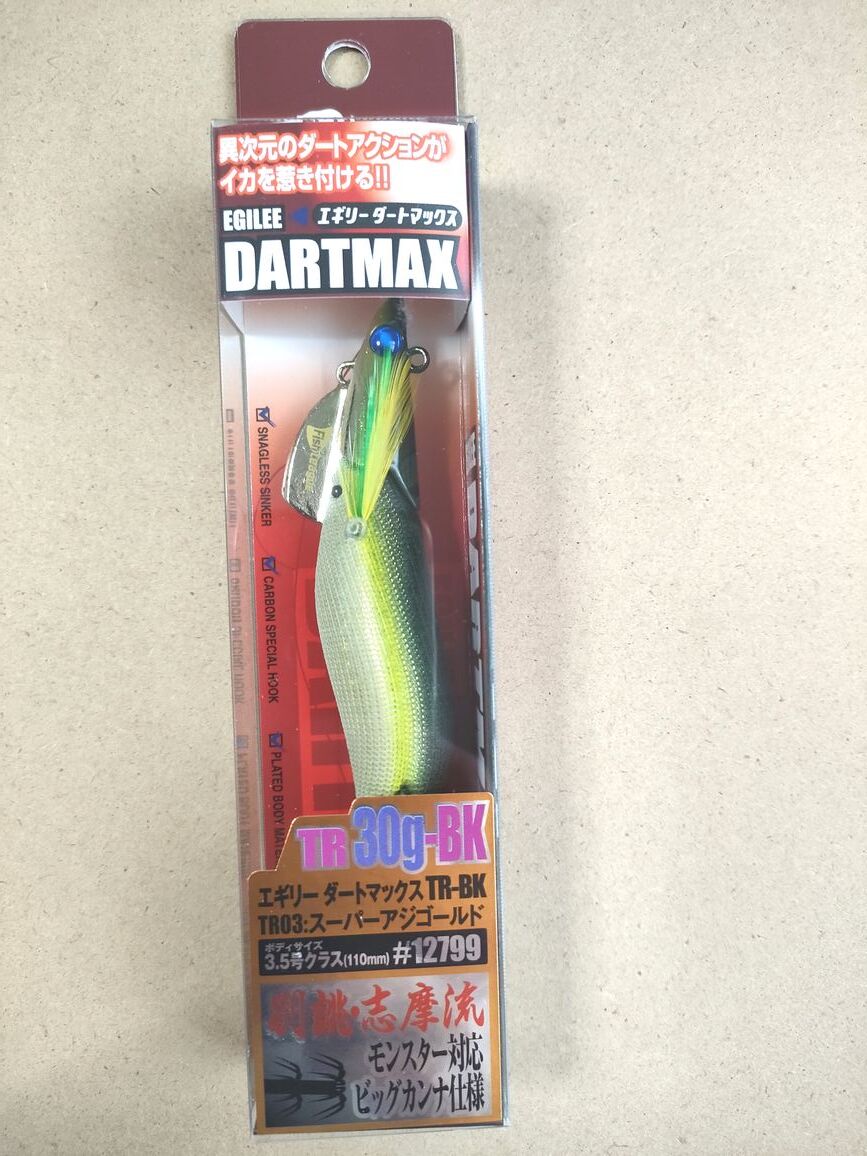 異次元のダートアクションが
イカを惹き付ける!!
EGILEE
エギリー ダートマックス
DARTMAX
Fish League
SNAGLESS SINKER
CARBON SPECIAL HOOK
PLATED BODY
TR 30g-BK
エギリー ダートマックス TR-BK
TR03:スーパーアジゴールド
ボディサイズ
3.5号クラス(110mm) #12799
別誂・志摩流
モンスター対応
ビッグカンナ仕様